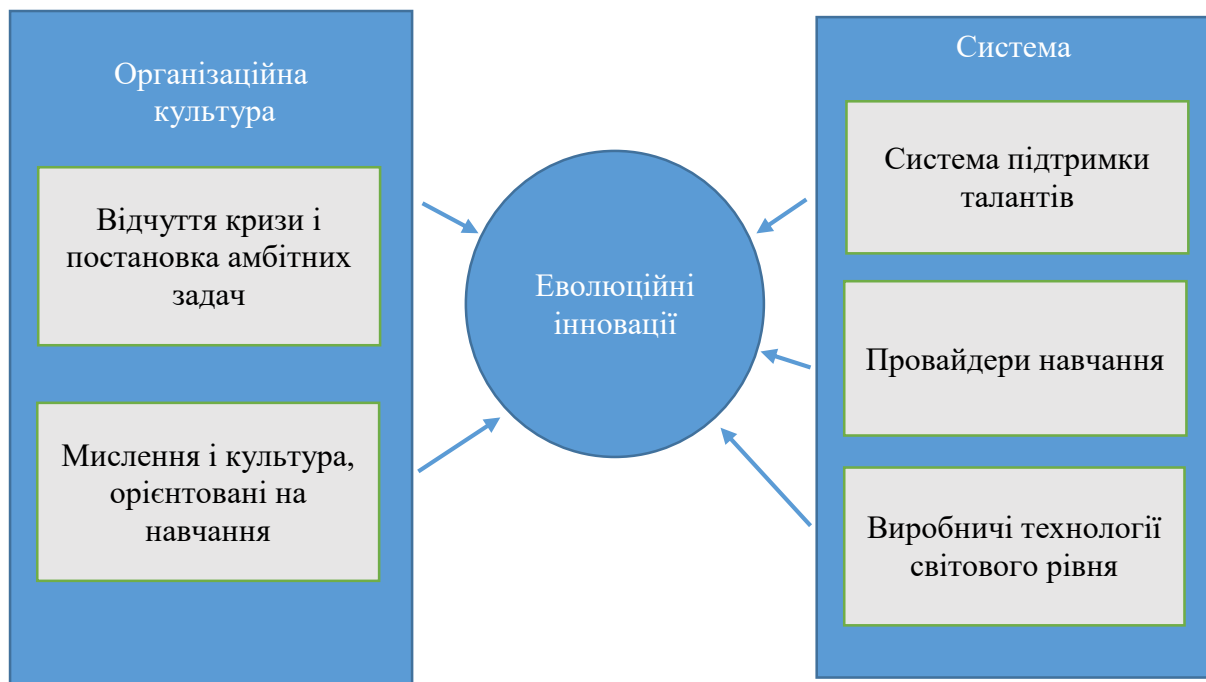 Організаційна
культура
Відчуття кризи і
постановка амбітних
задач
Мислення і культура,
орієнтовані на
навчання
Еволюційні
інновації
Система
Система підтримки
талантів
Провайдери навчання
Виробничі технології
світового рівня